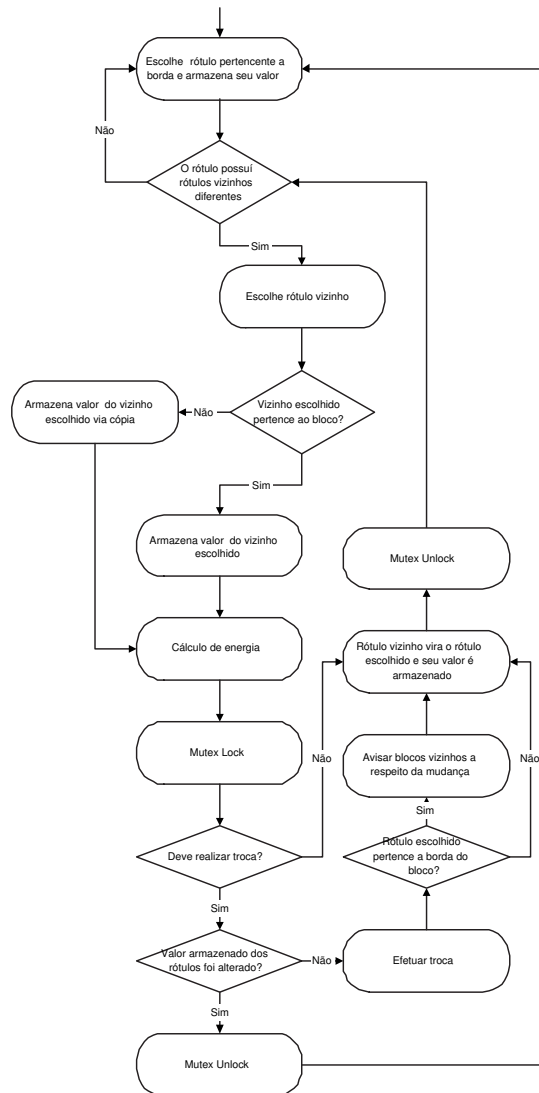 Escolhe rótulo pertencente a
borda e armazena seu valor
Não
O rótulo possuí
rótulos vizinhos
diferentes
Sim
Escolhe rótulo vizinho
Armazena valor do vizinho
escolhido via cópia
Não
Vizinho escolhido
pertence ao bloco?
Sim
Armazena valor do vizinho
escolhido
Mutex Unlock
Cálculo de energia
Rótulo vizinho vira o rótulo
escolhido e seu valor é
armazenado
Mutex Lock
Não
Avisar blocos vizinhos a
respeito da mudança
Não
Sim
Deve realizar troca?
Rótulo escolhido
pertence a borda do
bloco?
Sim
Valor armazenado dos
rótulos foi alterado?
Não
Efetuar troca
Sim
Mutex Unlock